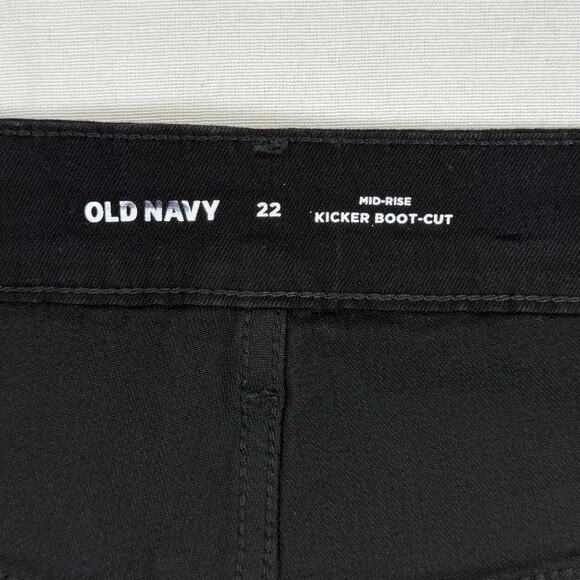 OLD NAVY 22 MID-RISE
KICKER BOOT-CUT